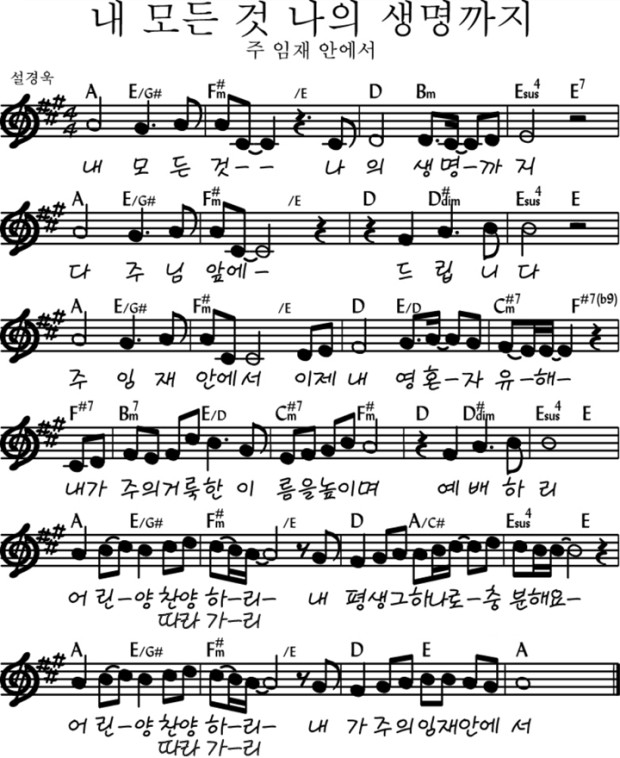 내 모든 것 나의 생명까지
주 임재 안에서
설경욱
A E/G# F#m /E D Bm Esus4 E7
4/4
내 모 든 것-- 나 의 생명-까 지
A E/G# F#m /E D D#dim Esus4 E
다 주 님 앞에- 드 립 니 다
A E/G# F#m /E D E/D C#m7 F#7(b9)
주 임 재 안에서 이제 내 영혼-자 유-해-
F#7 Bm7 E/D C#m7 F#m D D#dim Esus4 E
내가 주의거룩한 이 름을높이며 예 배 하 리
A E/G# F#m /E D A/C# Esus4 E
어 린-양 찬양 하-리- 내 평생그하나로-충 분해요-
따라 가-리
A E/G# F#m /E D E A
어 린-양 찬양 하-리- 내 가 주 의임재안에 서
따라 가-리